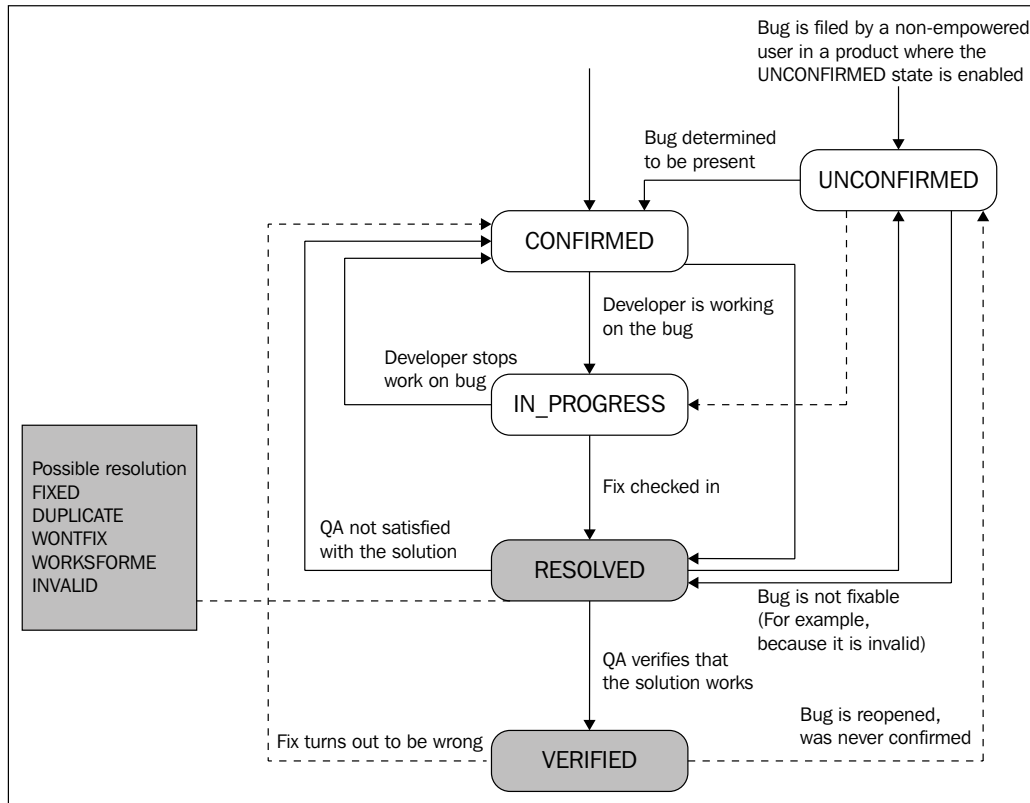 Bug is filed by a non-empowered
user in a product where the
UNCONFIRMED state is enabled
Bug determined
to be present
UNCONFIRMED
CONFIRMED
Developer is working
on the bug
Developer stops
work on bug
IN_PROGRESS
Possible resolution
FIXED
DUPLICATE
WONTFIX
WORKSFORME
INVALID
Fix checked in
QA not satisfied
with the solution
RESOLVED
Bug is not fixable
(For example,
because it is invalid)
QA verifies that
the solution works
Bug is reopened,
was never confirmed
Fix turns out to be wrong
VERIFIED